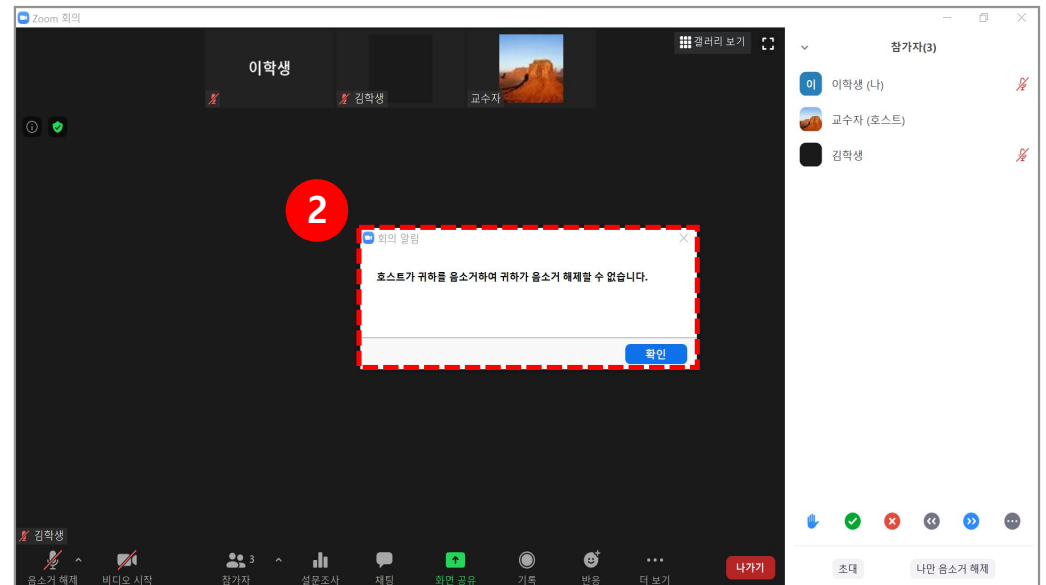 Zoom 회의
갤러리 보기
이학생
김학생
교수자
참가자(3)
이 이학생 (나)
교수자 (호스트)
김학생
2
회의 알림
호스트가 귀하를 음소거하여 귀하가 음소거 해제할 수 없습니다.
확인
김학생
음소거 해제 비디오 시작 참가자 3 설문조사 채팅 화면 공유 기록 반응 더 보기 나가기
초대 나만 음소거 해제